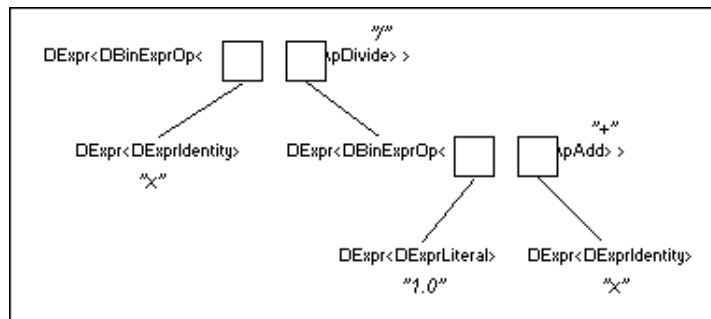 "/"
DExpr<DBinExprOp< \pDivide> >
DExpr<DExprIdentity> DExpr<DBinExprOp< \pAdd> >
"+"
"x"
DExpr<DExprLiteral> DExpr<DExprIdentity>
"1.0" "x"